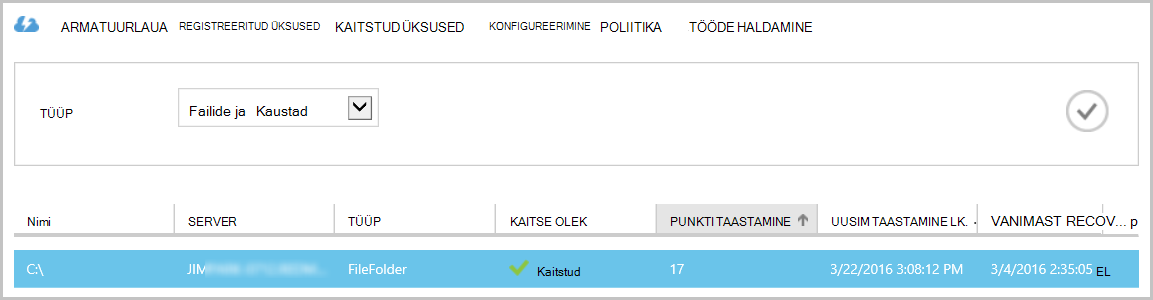 ARMATUURLAUA REGISTREERITUD ÜKSUSED KAITSTUD ÜKSUSED KONFIGUREERIMINE POLIITIKA TÖÖDE HALDAMINE
TÜÜP Failide ja Kaustad
Nimi SERVER TÜÜP KAITSE OLEK PUNKTI TAASTAMINE UUSIM TAASTAMINE LK. VANIMAST RECOV... p
C:\ JIM FileFolder Kaitstud 17 3/22/2016 3:08:12 PM 3/4/2016 2:35:05 EL